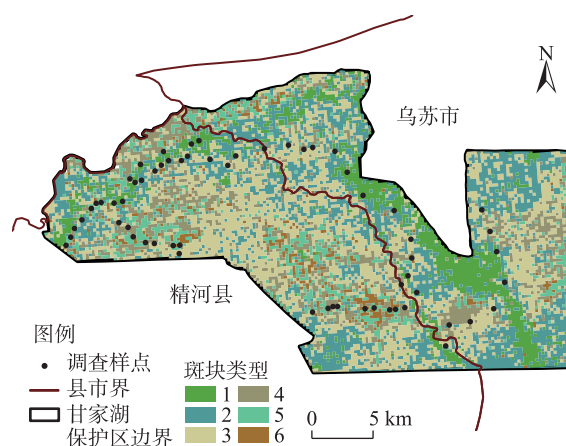 N
乌苏市
精河县
图例
调查样点
县市界
甘家湖
保护区边界
斑块类型
1 4
2 5
3 6
0 5 km